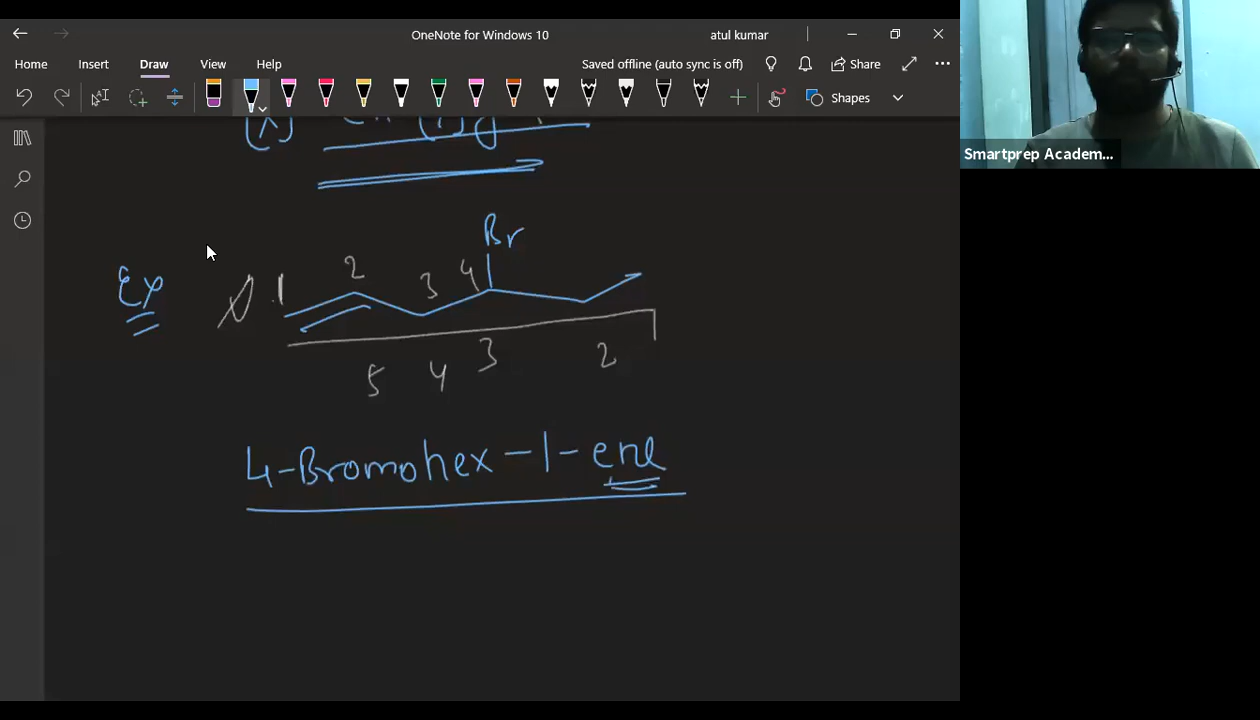 OneNote for Windows 10
atul kumar
Home Insert Draw View Help
Saved offline (auto sync is off)
Share
Shapes
Smartprep Academ...
Br
Ex
1 2 3 4
5 4 3 2
4-Bromohex-1-ene